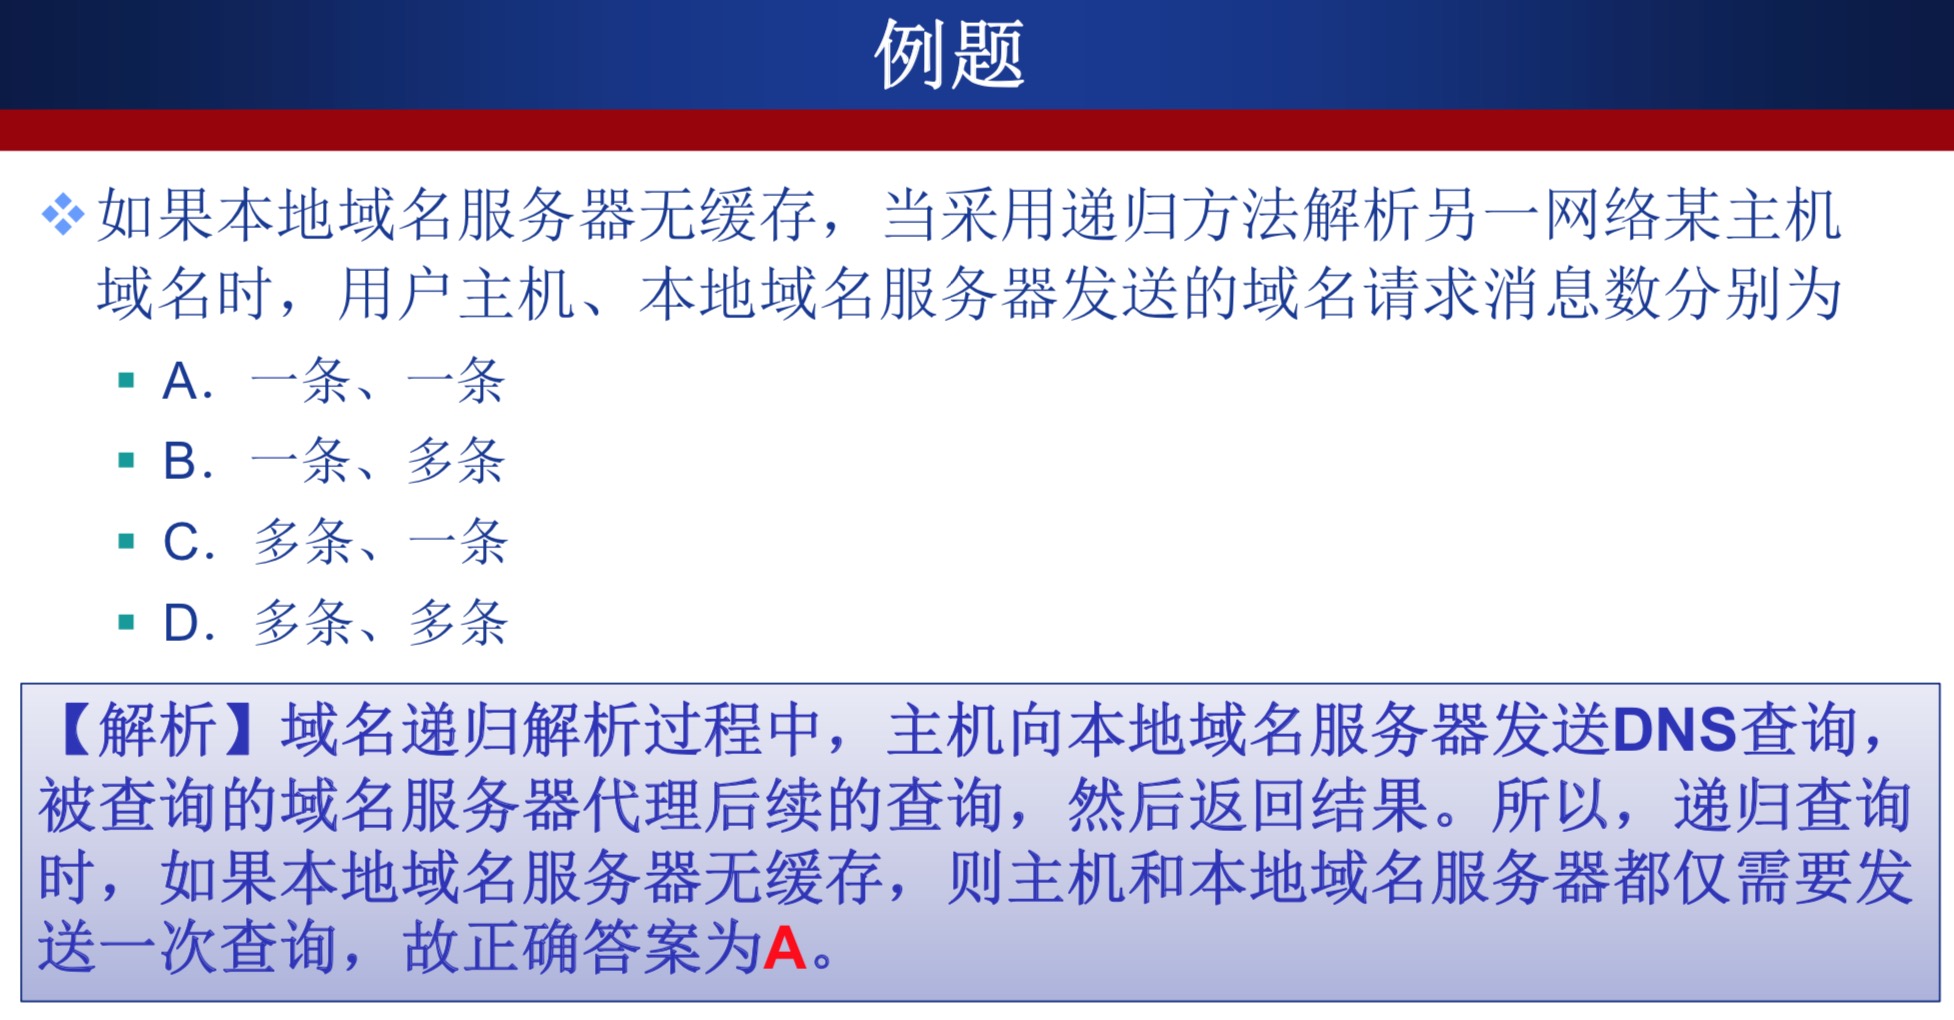 例题
如果本地域名服务器无缓存，当采用递归方法解析另一网络某主机
域名时，用户主机、本地域名服务器发送的域名请求消息数分别为
A. 一条、一条
B. 一条、多条
C. 多条、一条
D. 多条、多条
【解析】域名递归解析过程中，主机向本地域名服务器发送DNS查询，
被查询的域名服务器代理后续的查询，然后返回结果。所以，递归查询
时，如果本地域名服务器无缓存，则主机和本地域名服务器都仅需要发
送一次查询，故正确答案为A。